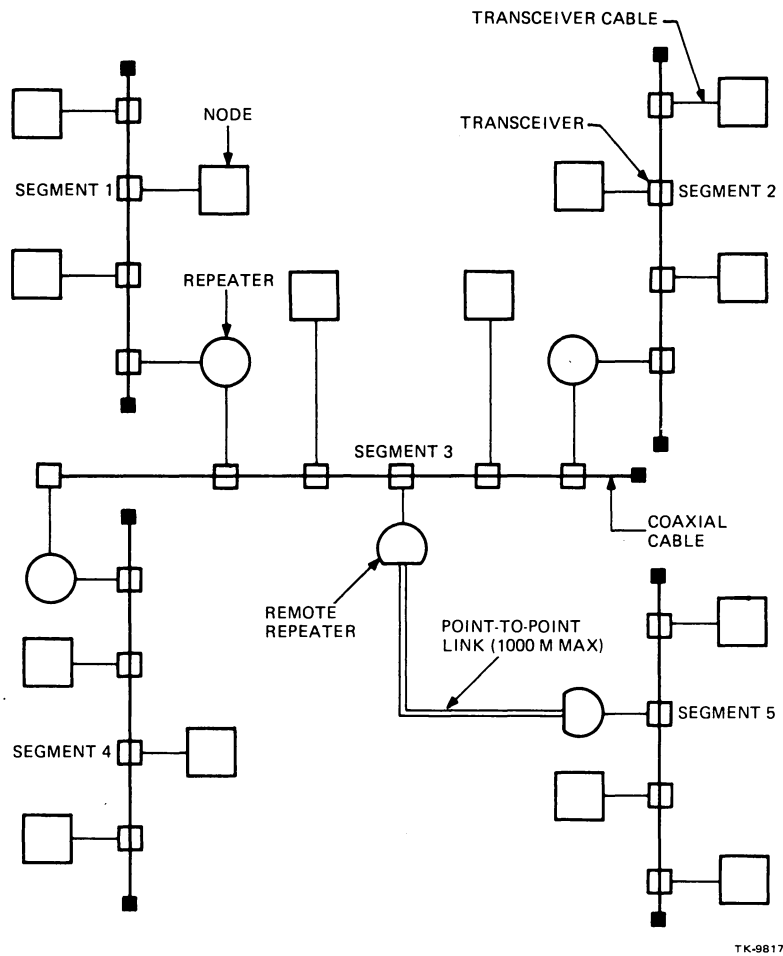 TRANSCEIVER CABLE
NODE
TRANSCEIVER
SEGMENT 1
SEGMENT 2
REPEATER
SEGMENT 3
COAXIAL
CABLE
REMOTE
REPEATER
POINT-TO-POINT
LINK (1000 M MAX)
SEGMENT 5
SEGMENT 4
TK-9817